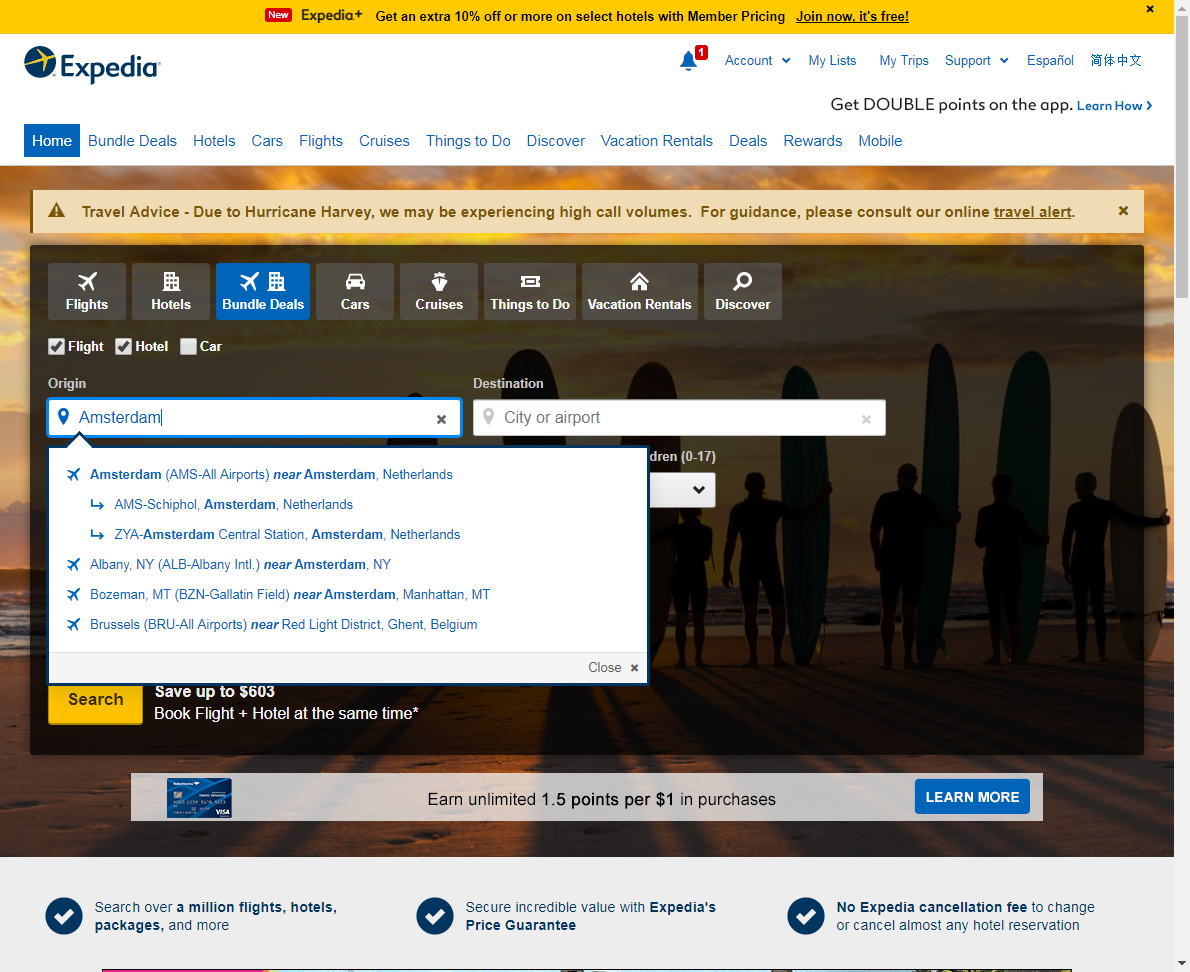 New Expedia+ Get an extra 10% off or more on select hotels with Member Pricing Join now, it's free!
Expedia
1
Account My Lists My Trips Support Español 简体中文
Get DOUBLE points on the app. Learn How
Home Bundle Deals Hotels Cars Flights Cruises Things to Do Discover Vacation Rentals Deals Rewards Mobile
Travel Advice - Due to Hurricane Harvey, we may be experiencing high call volumes. For guidance, please consult our online travel alert.
Flights Hotels Bundle Deals Cars Cruises Things to Do Vacation Rentals Discover
Flight Hotel Car
Origin Destination
Amsterdam City or airport
dren (0-17)
Amsterdam (AMS-All Airports) near Amsterdam, Netherlands
AMS-Schiphol, Amsterdam, Netherlands
ZYA-Amsterdam Central Station, Amsterdam, Netherlands
Albany, NY (ALB-Albany Intl.) near Amsterdam, NY
Bozeman, MT (BZN-Gallatin Field) near Amsterdam, Manhattan, MT
Brussels (BRU-All Airports) near Red Light District, Ghent, Belgium
Close
Search
Save up to $603
Book Flight + Hotel at the same time*
VISA
Earn unlimited 1.5 points per $1 in purchases
LEARN MORE
Search over a million flights, hotels,
packages, and more
Secure incredible value with Expedia's
Price Guarantee
No Expedia cancellation fee to change
or cancel almost any hotel reservation